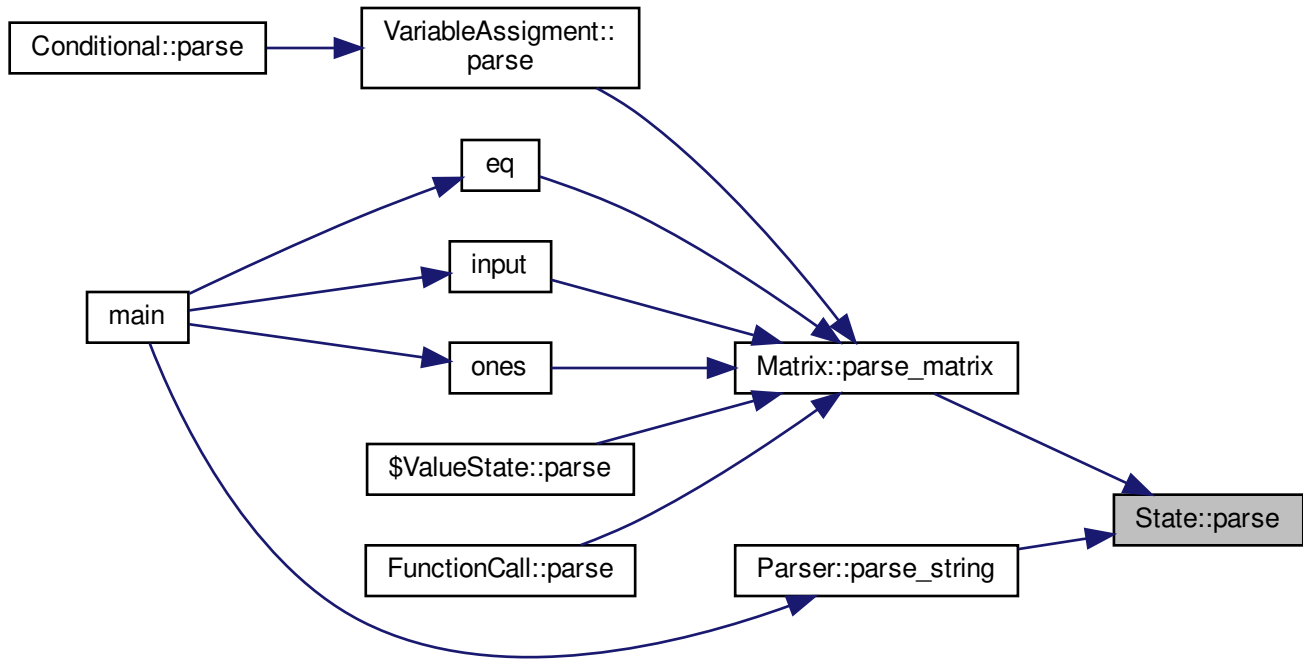 Conditional::parse
VariableAssigment::
parse
eq
input
main
ones
Matrix::parse_matrix
$ValueState::parse
State::parse
FunctionCall::parse
Parser::parse_string